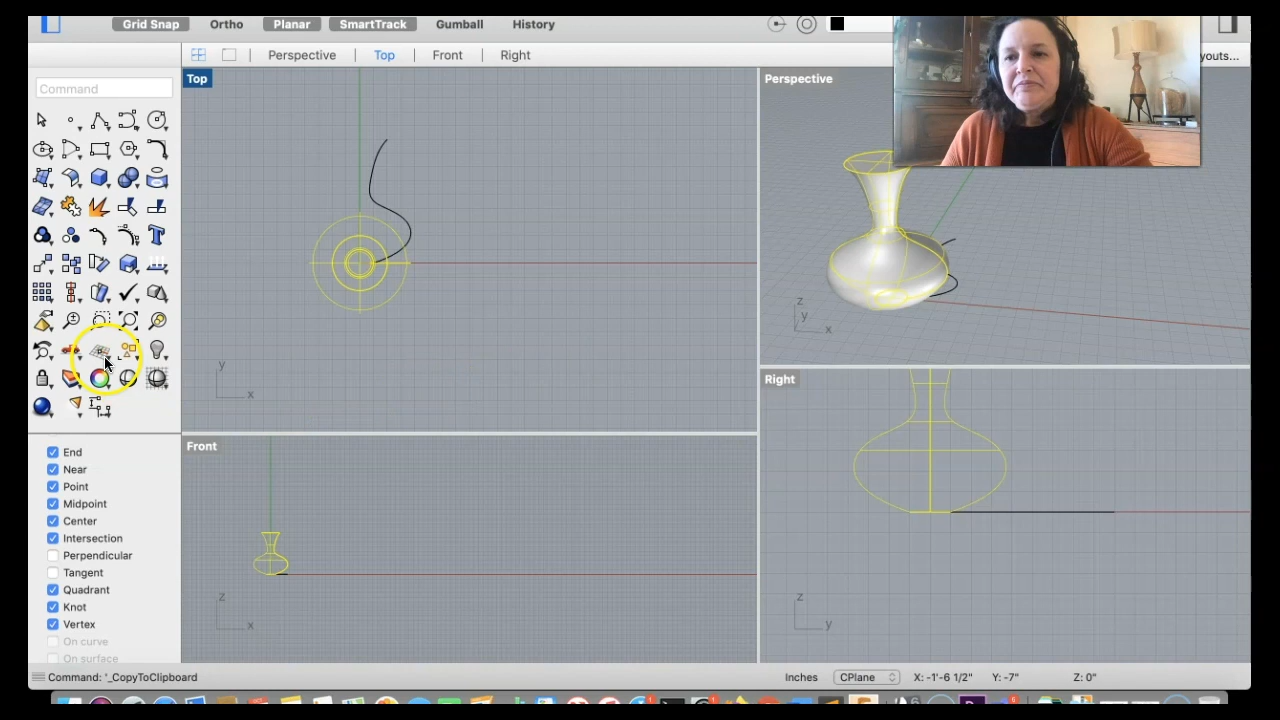 Grid Snap Ortho Planar SmartTrack Gumball History
Perspective Top Front Right
youts...
Command
Top
Perspective
z
y
x
y
x
Right
Front
z
x
z
y
End
Near
Point
Midpoint
Center
Intersection
Perpendicular
Tangent
Quadrant
Knot
Vertex
On curve
On surface
Command: '_CopyToClipboard
Inches CPlane X: -1'-6 1/2" Y: -7" Z: 0"